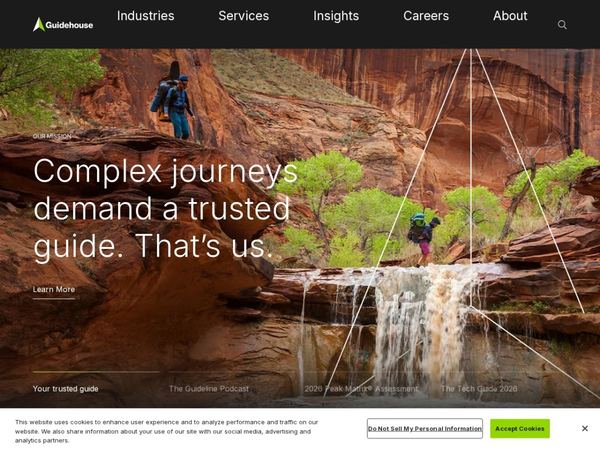 Guidehouse
Industries
Services
Insights
Careers
About
OUR MISSION
Complex journeys
demand a trusted
guide. That's us.
Learn More
Your trusted guide
The Guideline Podcast
2026 Peak Matrix® Assessment
The Tech Guide 2026
This website uses cookies to enhance user experience and to analyze performance and traffic on our
website. We also share information about your use of our site with our social media, advertising and
analytics partners.
Do Not Sell My Personal Information
Accept Cookies